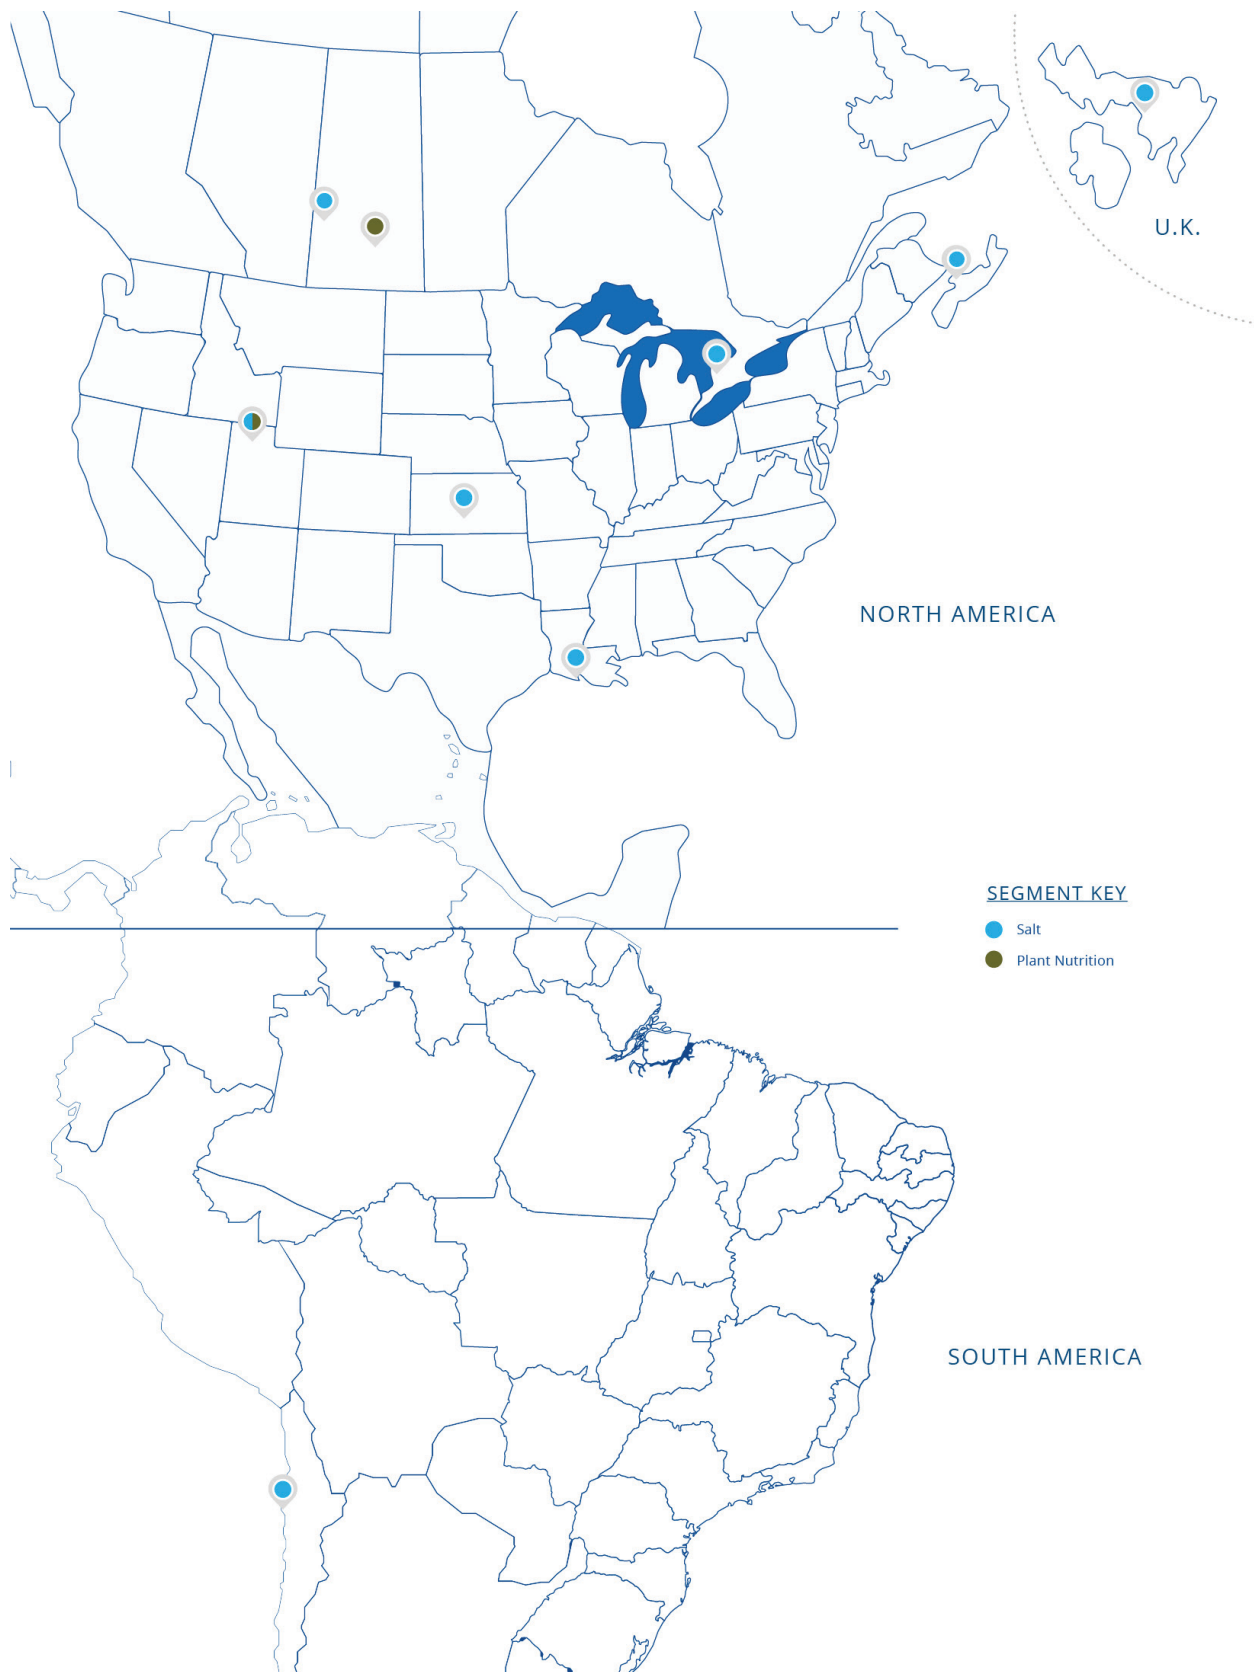 U.K.
NORTH AMERICA
SEGMENT KEY
Salt
Plant Nutrition
SOUTH AMERICA